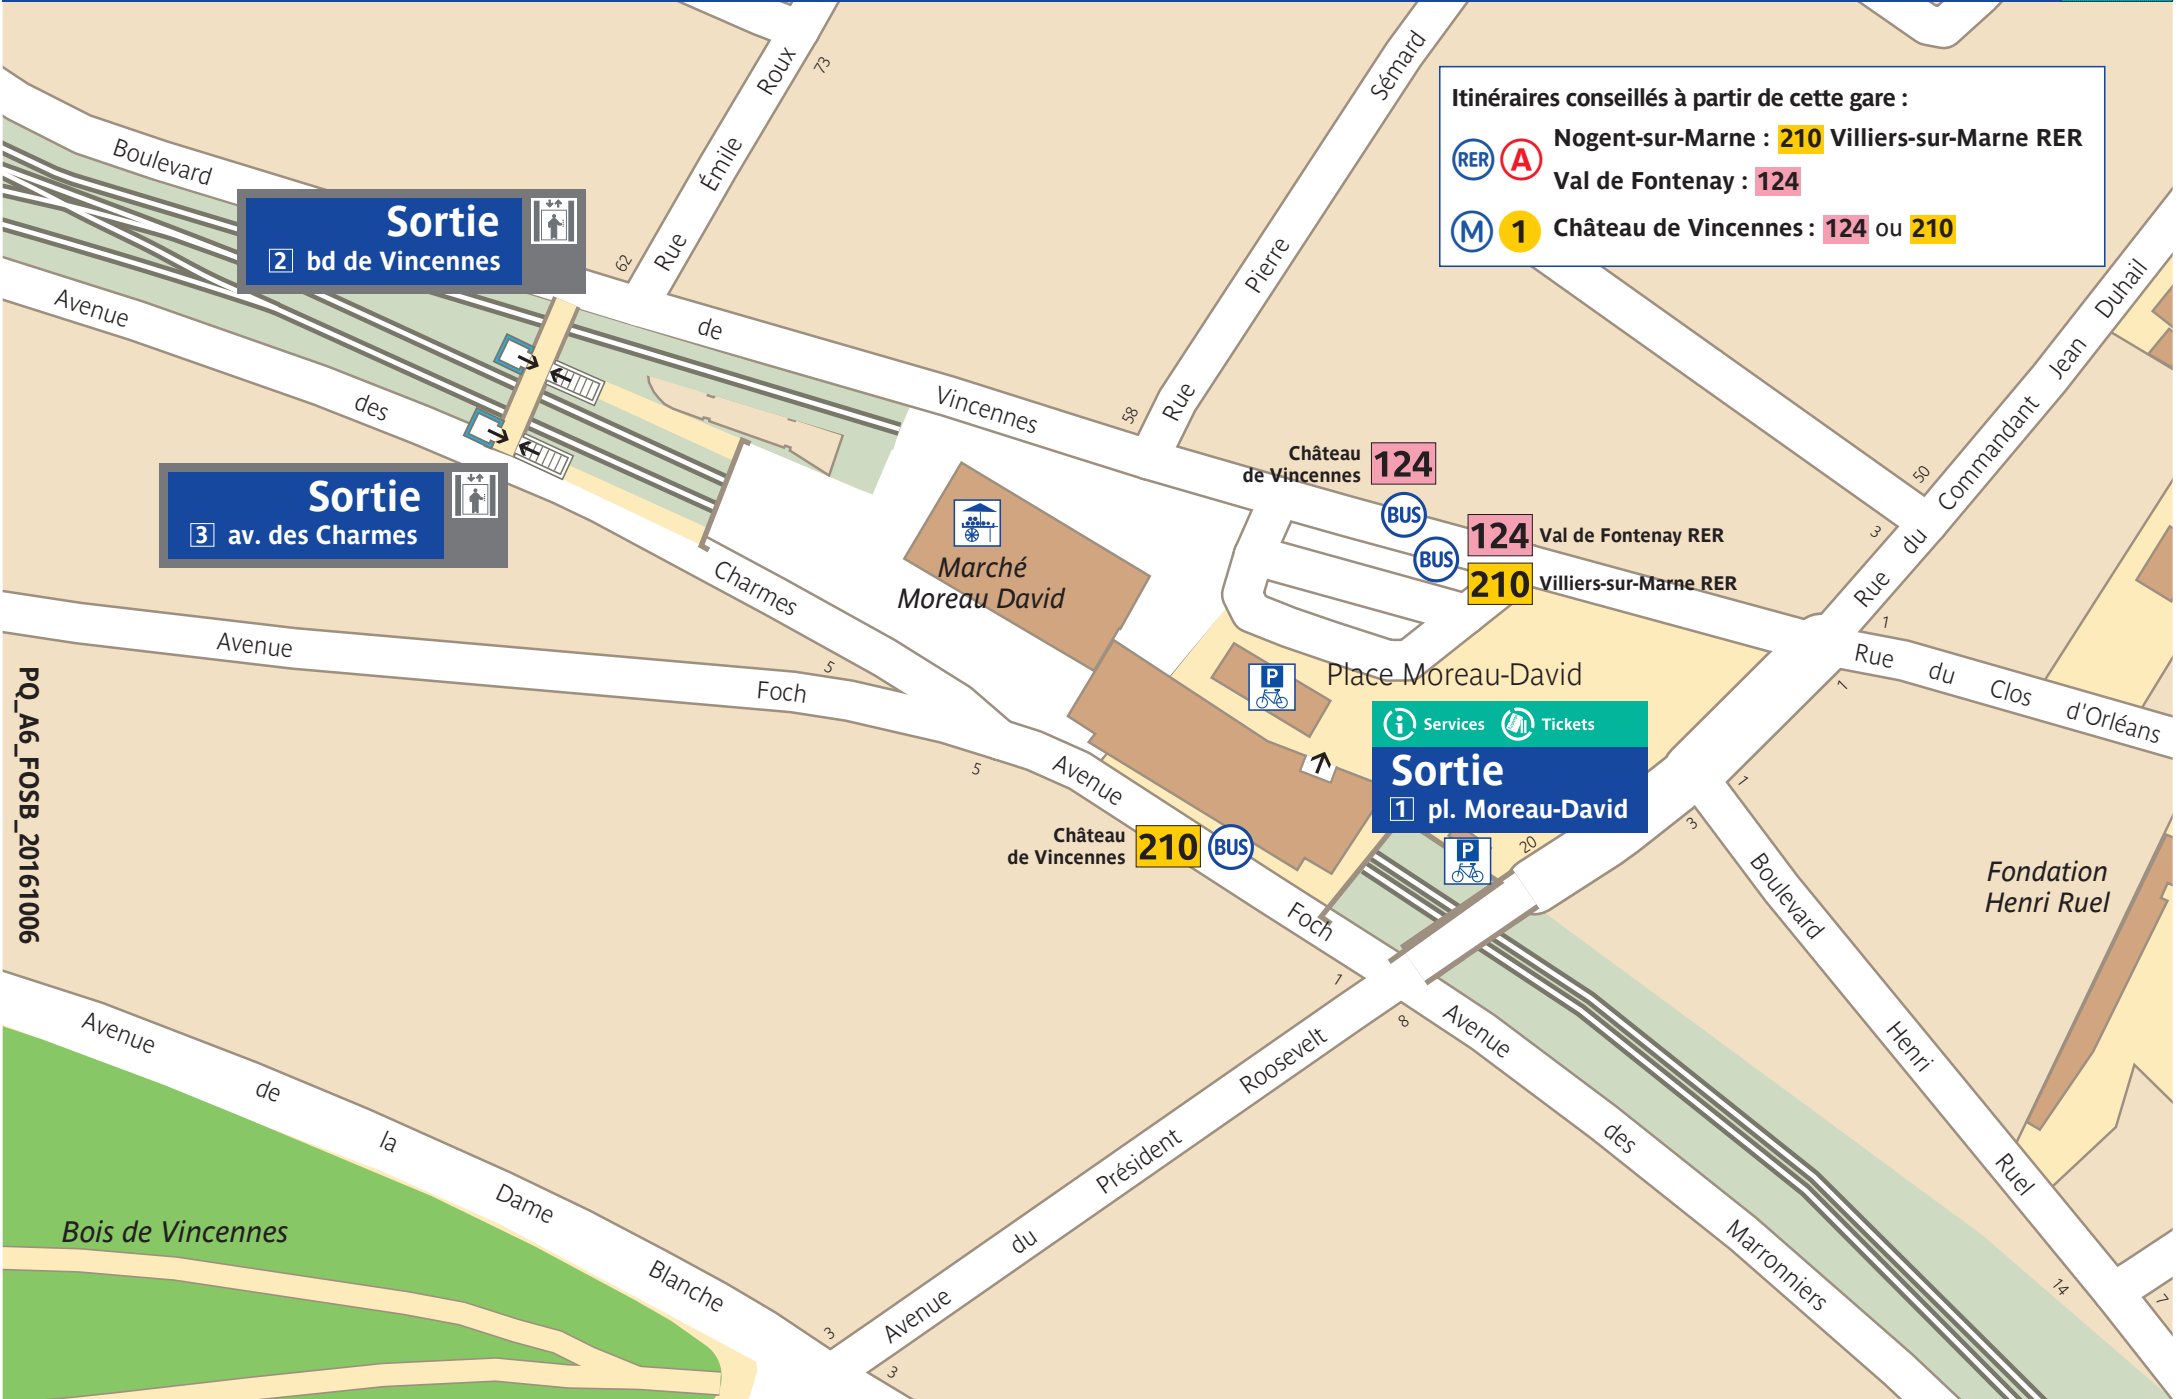 Itinéraires conseillés à partir de cette gare :
RER A Nogent-sur-Marne : 210 Villiers-sur-Marne RER
Val de Fontenay : 124
M 1 Château de Vincennes : 124 ou 210
Boulevard de Vincennes
Rue Émile Roux
73
62
Rue Pierre Sémard
58
Sortie
2 bd de Vincennes
Avenue des Charmes
Sortie
3 av. des Charmes
Château
de Vincennes
124
BUS
BUS
124 Val de Fontenay RER
210 Villiers-sur-Marne RER
Marché
Moreau David
Rue du Commandant Jean Duhail
50
3
1
Rue du Clos d'Orléans
1
Place Moreau-David
P
Services Tickets
Sortie
1 pl. Moreau-David
P
20
Avenue Foch
5
5
Avenue Foch
Château
de Vincennes
210
BUS
1
3
1
Boulevard Henri Ruel
14
7
Fondation
Henri Ruel
Avenue du Président Roosevelt
8
3
3
Avenue des Marronniers
Avenue de la Dame Blanche
Bois de Vincennes
PQ_A6_FOSB_20161006